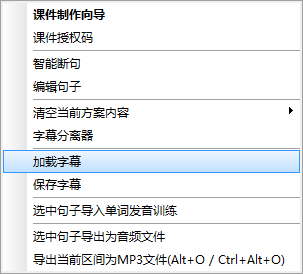 课件制作向导
课件授权码
智能断句
编辑句子
清空当前方案内容
字幕分离器
加载字幕
保存字幕
选中句子导入单词发音训练
选中句子导出为音频文件
导出当前区间为MP3文件(Alt+O / Ctrl+Alt+O)